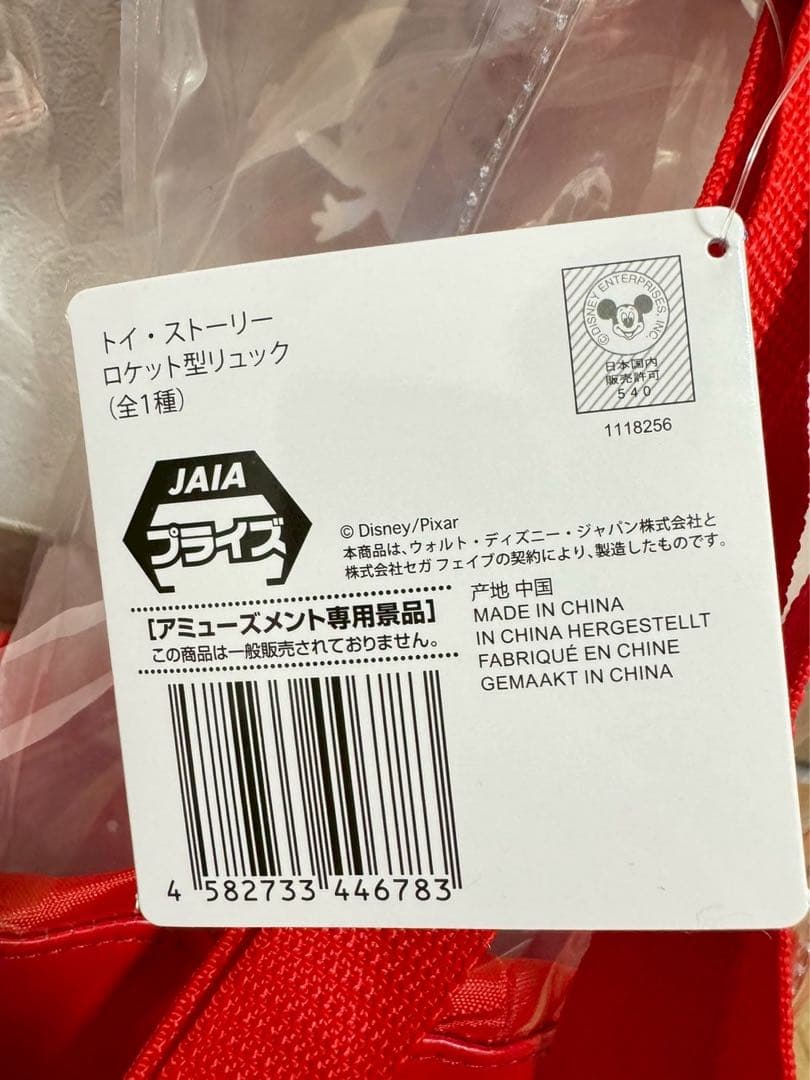 トイ・ストーリー
ロケット型リュック
(全1種)
©DISNEY ENTERPRISES, INC.
日本国内
販売許可
540
1118256
JAIA
プライズ
© Disney/Pixar
本商品は、ウォルト・ディズニー・ジャパン株式会社と
株式会社セガ フェイブの契約により、製造したものです。
[アミューズメント専用景品]
この商品は一般販売されておりません。
产地 中国
MADE IN CHINA
IN CHINA HERGESTELLT
FABRIQUÉ EN CHINE
GEMAAKT IN CHINA
4 582733 446783